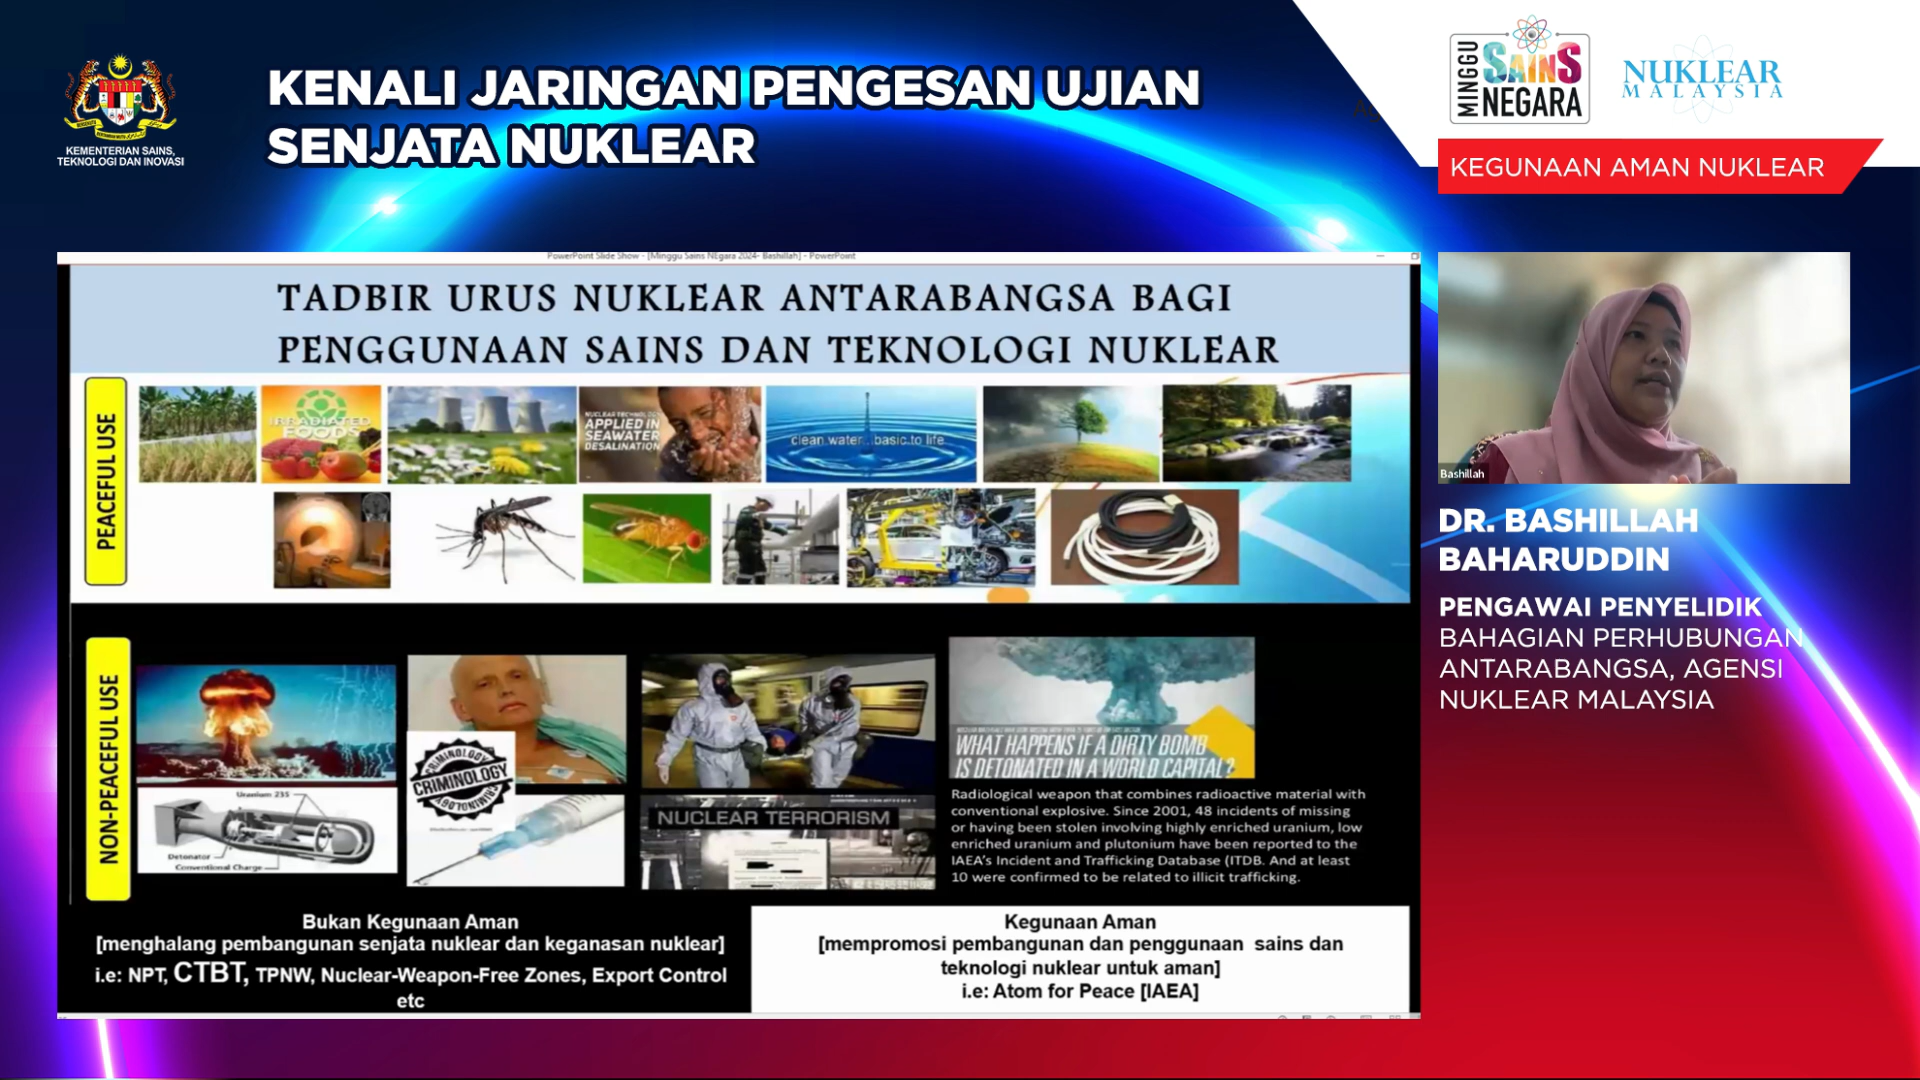 KEMENTERIAN SAINS,
TEKNOLOGI DAN INOVASI
KENALI JARINGAN PENGESAN UJIAN
SENJATA NUKLEAR
MINGGU
SAINS
NEGARA
NUKLEAR
MALAYSIA
KEGUNAAN AMAN NUKLEAR
PowerPoint Slide Show - [Minggu Sains NEgara 2024- Bashillah] - PowerPoint
TADBIR URUS NUKLEAR ANTARABANGSA BAGI
PENGGUNAAN SAINS DAN TEKNOLOGI NUKLEAR
PEACEFUL USE
IRRADIATED
FOODS
NUCLEAR TECHNOLOGY
APPLIED IN
SEAWATER
DESALINATION
clean water...basic to life
NON-PEACEFUL USE
Uranium 235
Detonator
Conventional Charge
CRIMINOLOGY
CRIMINOLOGY
CRIMINOLOGY
NUCLEAR TERRORISM
WHAT HAPPENS IF A DIRTY BOMB
IS DETONATED IN A WORLD CAPITAL?
Radiological weapon that combines radioactive material with
conventional explosive. Since 2001, 48 incidents of missing
or having been stolen involving highly enriched uranium, low
enriched uranium and plutonium have been reported to the
IAEA's Incident and Trafficking Database (ITDB. And at least
10 were confirmed to be related to illicit trafficking.
Bukan Kegunaan Aman
[menghalang pembangunan senjata nuklear dan keganasan nuklear]
i.e: NPT, CTBT, TPNW, Nuclear-Weapon-Free Zones, Export Control
etc
Kegunaan Aman
[mempromosi pembangunan dan penggunaan sains dan
teknologi nuklear untuk aman]
i.e: Atom for Peace [IAEA]
Bashillah
DR. BASHILLAH
BAHARUDDIN
PENGAWAI PENYELIDIK
BAHAGIAN PERHUBUNGAN
ANTARABANGSA, AGENSI
NUKLEAR MALAYSIA